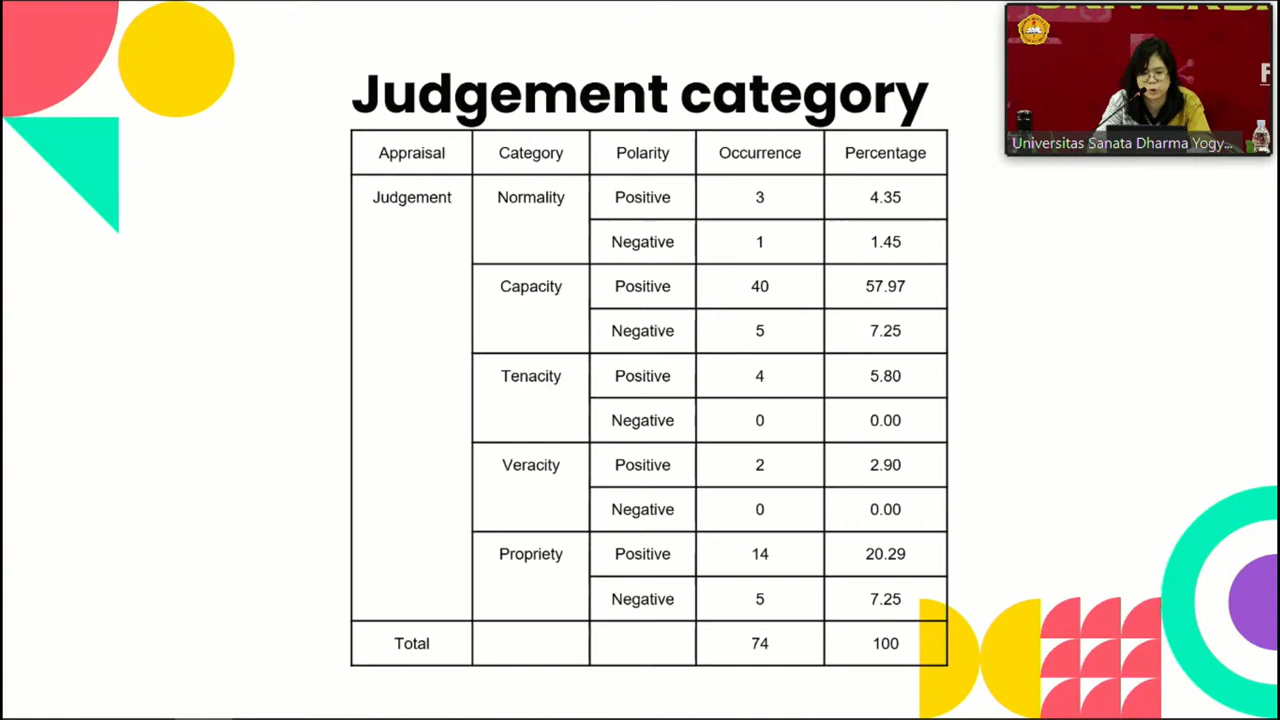 Judgement category
Appraisal Category Polarity Occurrence Percentage
Judgement Normality Positive 3 4.35
Negative 1 1.45
Capacity Positive 40 57.97
Negative 5 7.25
Tenacity Positive 4 5.80
Negative 0 0.00
Veracity Positive 2 2.90
Negative 0 0.00
Propriety Positive 14 20.29
Negative 5 7.25
Total 74 100
Universitas Sanata Dharma Yogy...